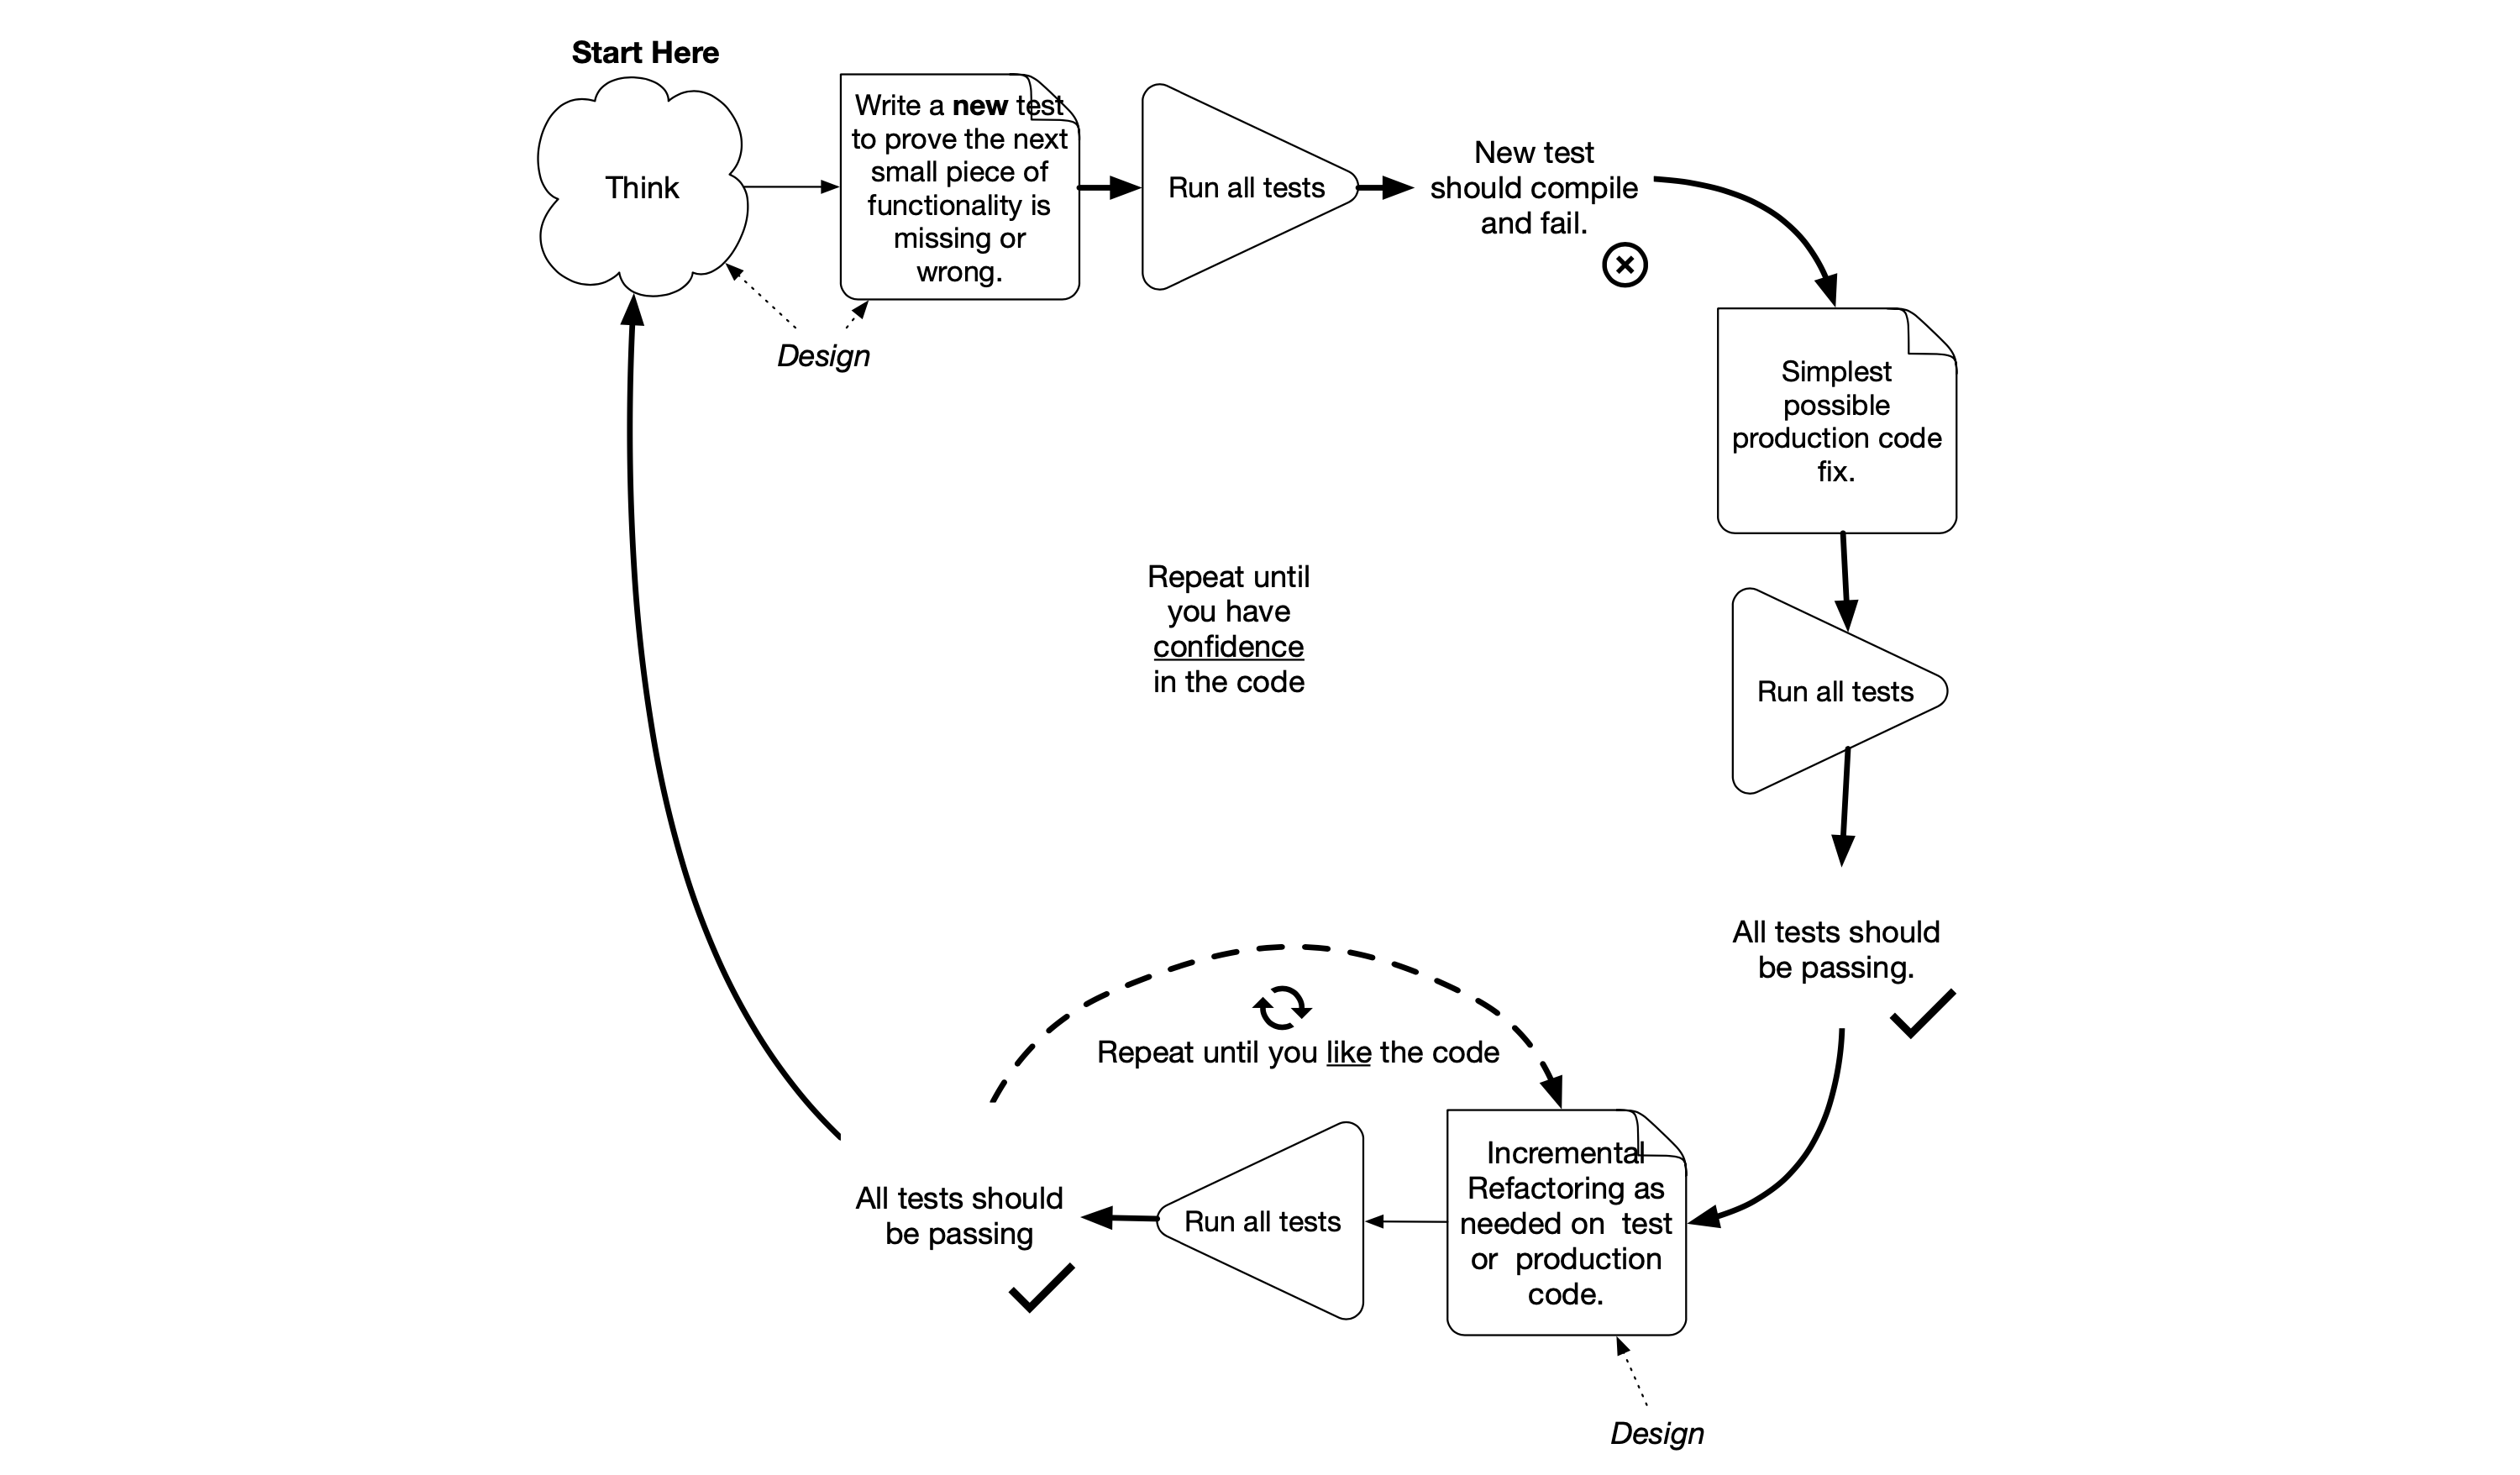 Start Here
Think
Write a new test
to prove the next
small piece of
functionality is
missing or
wrong.
Run all tests
New test
should compile
and fail.
Design
Simplest
possible
production code
fix.
Repeat until
you have
confidence
in the code
Run all tests
All tests should
be passing.
Repeat until you like the code
Incremental
Refactoring as
needed on test
or production
code.
Run all tests
All tests should
be passing
Design